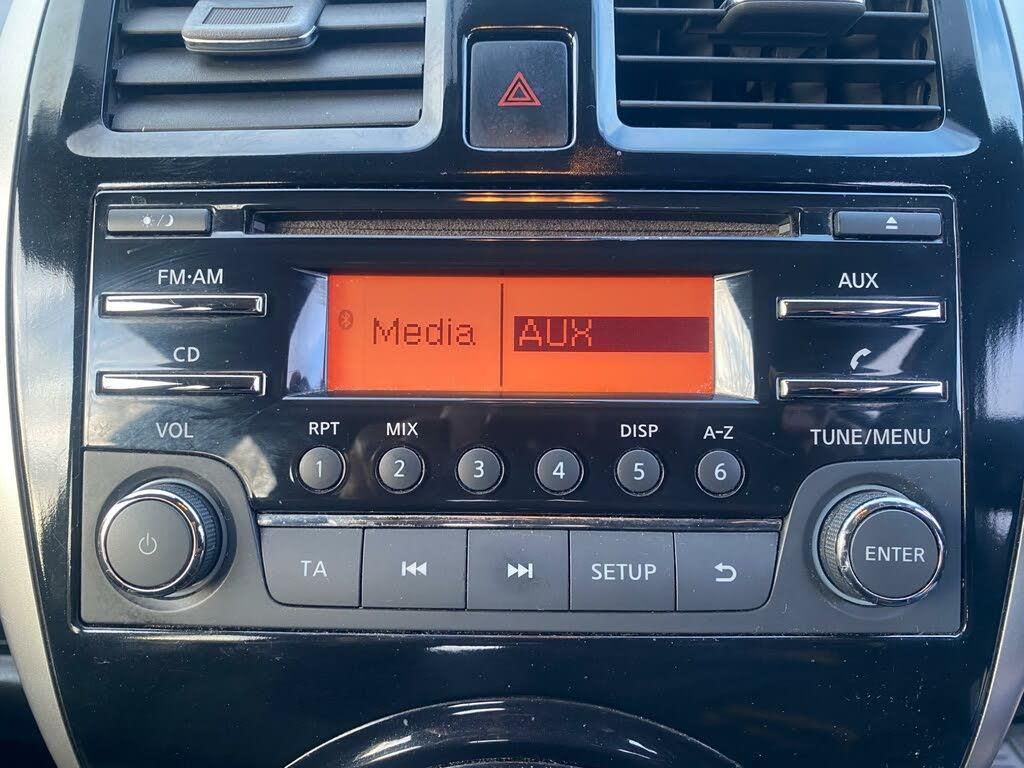 FM·AM
AUX
CD
Media AUX
VOL
RPT MIX DISP A-Z
TUNE/MENU
1 2 3 4 5 6
TA SETUP
ENTER